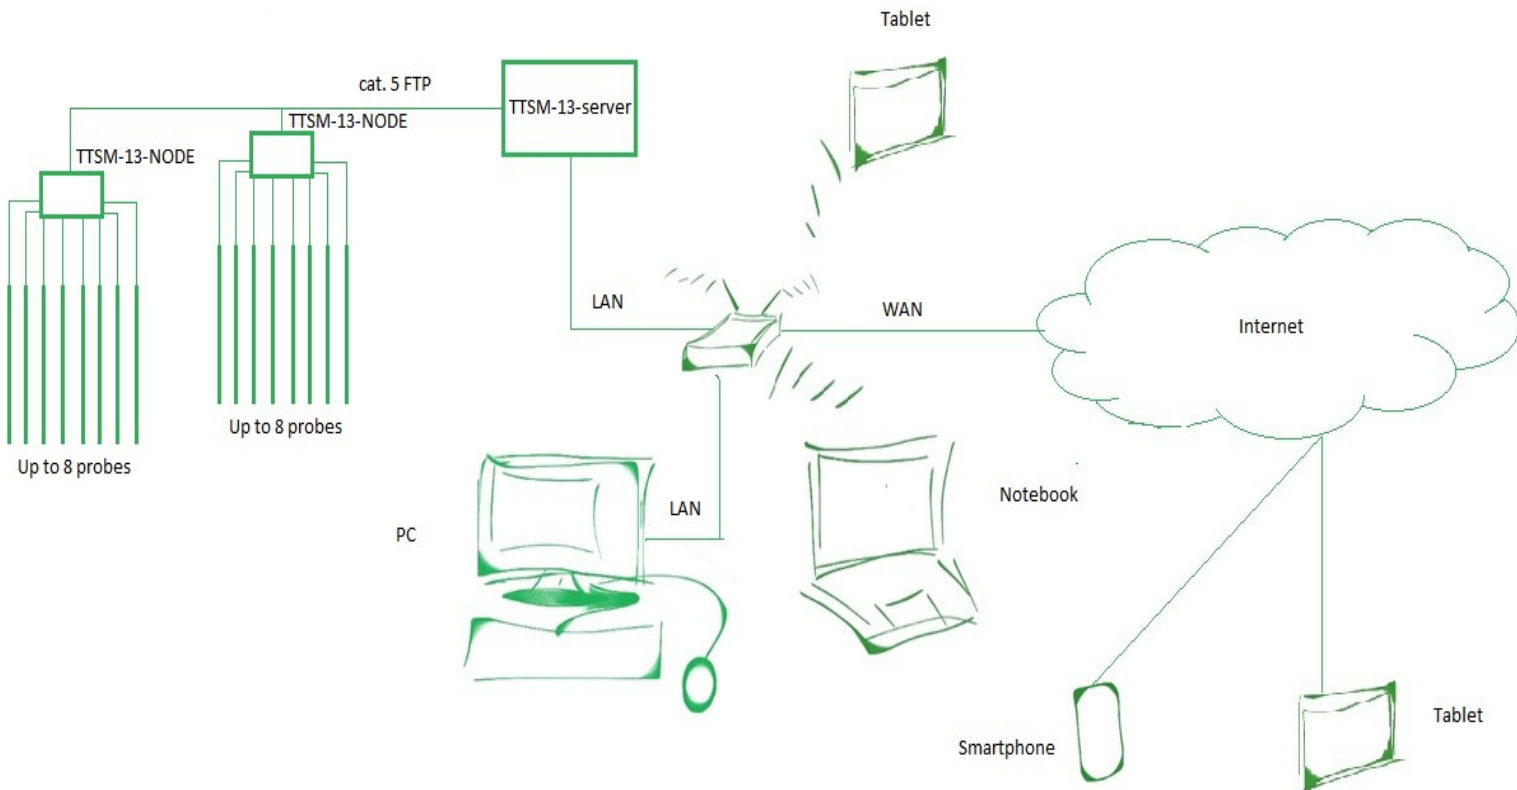 Tablet
cat. 5 FTP
TTSM-13-server
TTSM-13-NODE
TTSM-13-NODE
LAN
WAN
Internet
Up to 8 probes
Up to 8 probes
Notebook
LAN
PC
Tablet
Smartphone